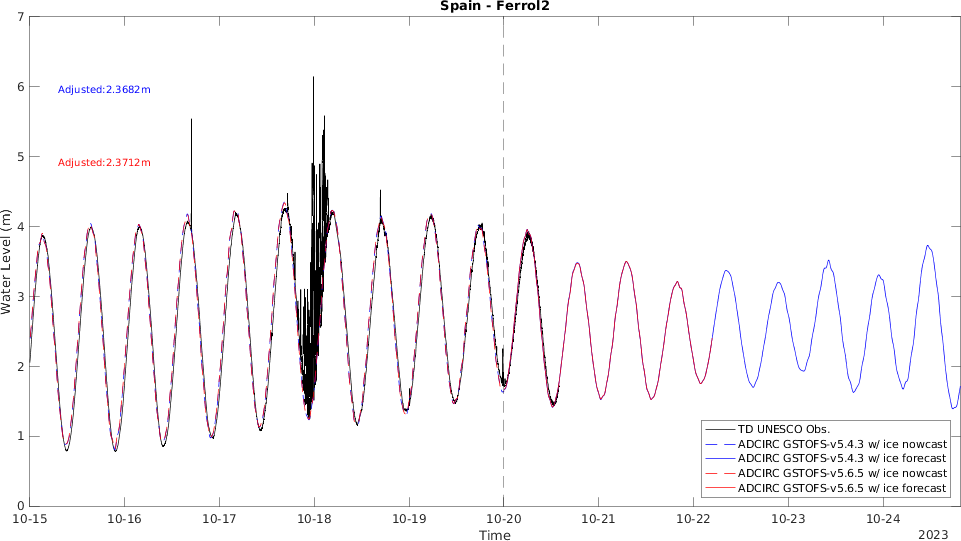 Spain - Ferrol2
7
6
5
4
3
2
1
0
Adjusted:2.3682m
Adjusted:2.3712m
Water Level (m)
TD UNESCO Obs.
ADCIRC GSTOFS-v5.4.3 w/ ice nowcast
ADCIRC GSTOFS-v5.4.3 w/ ice forecast
ADCIRC GSTOFS-v5.6.5 w/ ice nowcast
ADCIRC GSTOFS-v5.6.5 w/ ice forecast
10-15 10-16 10-17 10-18 10-19 10-20 10-21 10-22 10-23 10-24
Time
2023